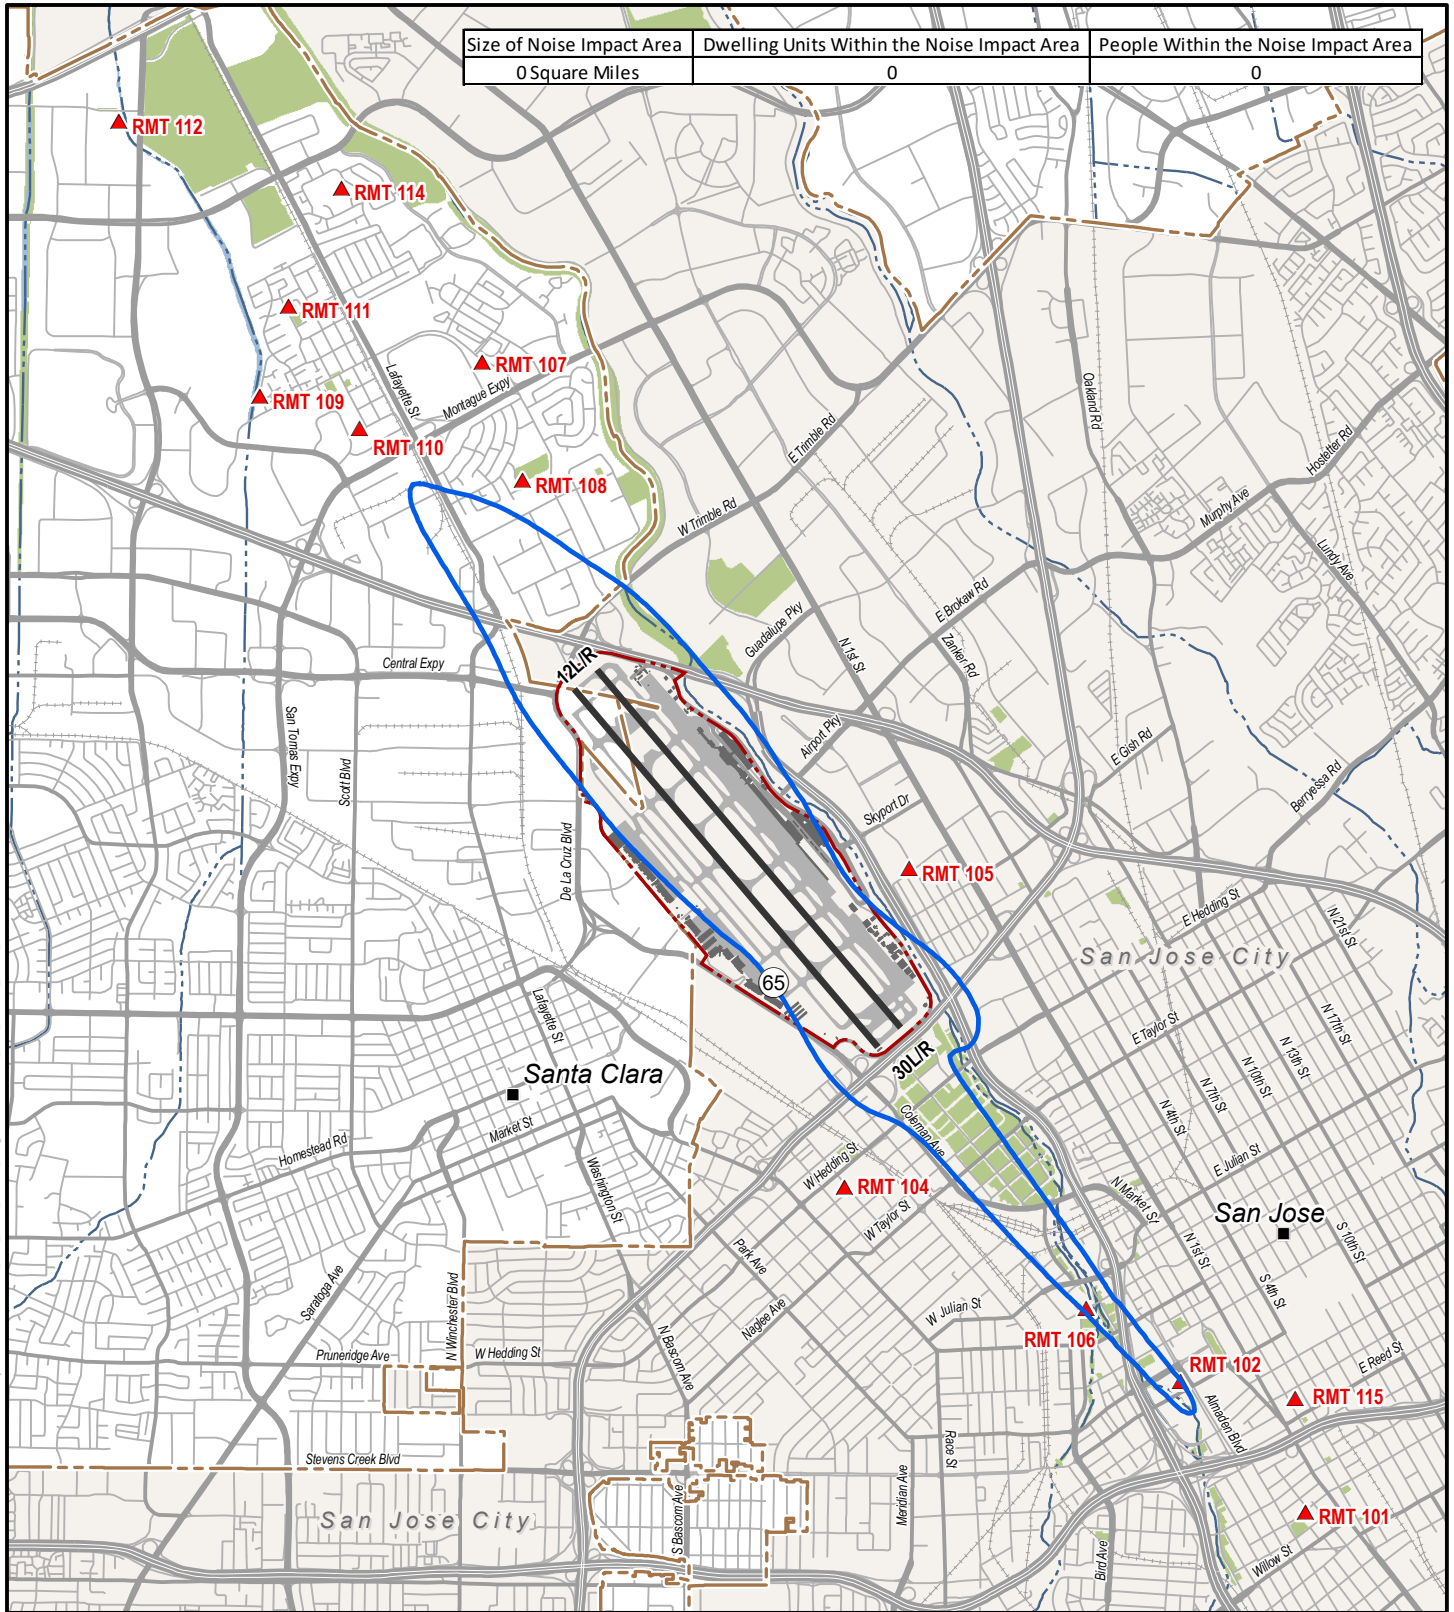 Size of Noise Impact Area Dwelling Units Within the Noise Impact Area People Within the Noise Impact Area
0 Square Miles 0 0
RMT 112
RMT 114
RMT 111
RMT 107
Lafayette St
Montague Expy
RMT 109
RMT 110
RMT 108
Oakland Rd
E Trimble Rd
Hostetter Rd
W Trimble Rd
Murphy Ave
Lundy Ave
E Brokaw Rd
Guadalupe Pky
N 1st St
Zanker Rd
Central Expy
12L/R
San Tomas Expy
Scott Blvd
Airport Pky
E Gish Rd
Berryessa Rd
Skyport Dr
De La Cruz Blvd
RMT 105
E Hedding St
N 21st St
San Jose City
65
Lafayette St
N 17th St
E Taylor St
N 13th St
30L/R
N 10th St
Santa Clara
N 7th St
N 4th St
Coleman Ave
Market St
Homestead Rd
E Julian St
W Hedding St
Washington St
RMT 104
N Market St
W Taylor St
San Jose
N 1st St
S 10th St
Park Ave
S 4th St
Saratoga Ave
N Winchester Blvd
Naglee Ave
W Julian St
RMT 106
N Bascom Ave
Pruneridge Ave
W Hedding St
E Reed St
RMT 102
RMT 115
Almaden Blvd
Race St
Stevens Creek Blvd
Meridian Ave
S Bascom Ave
San Jose City
RMT 101
Bird Ave
Willow St